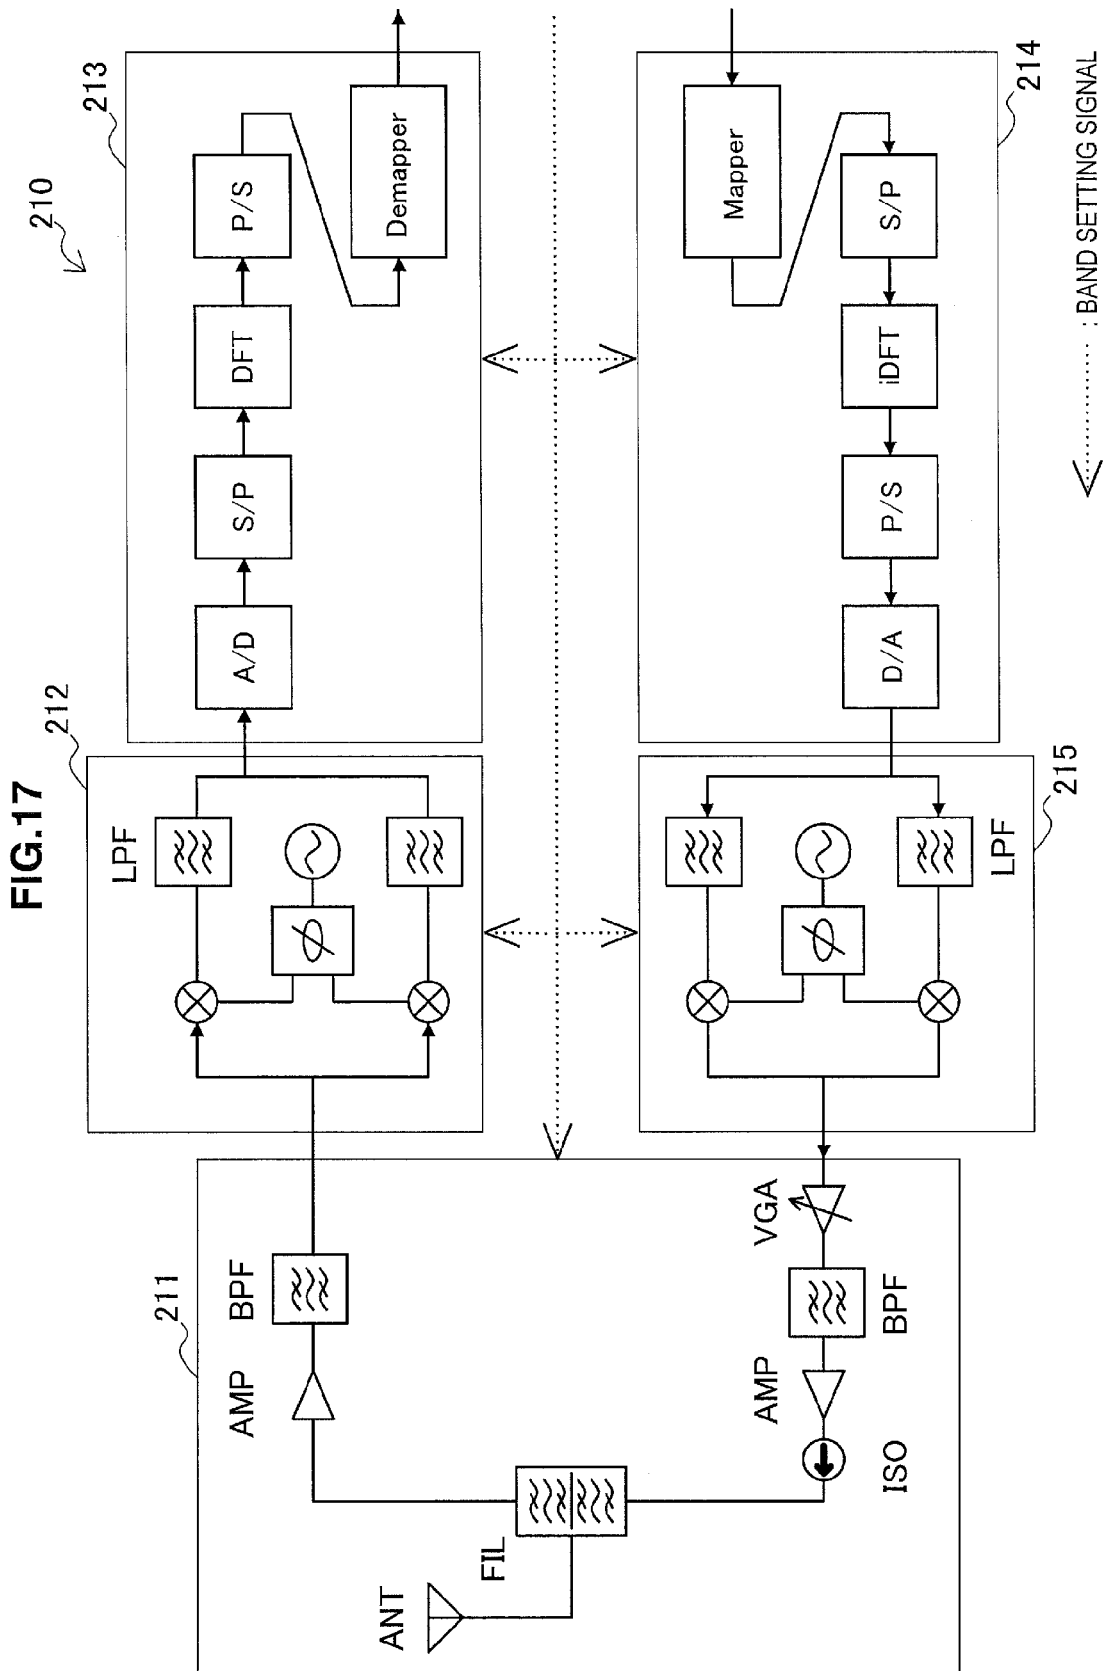 FIG.17
210
211
ANT
FIL
AMP
BPF
212
LPF
213
A/D
S/P
DFT
P/S
Demapper
214
Mapper
S/P
iDFT
P/S
D/A
215
LPF
VGA
BPF
AMP
ISO
: BAND SETTING SIGNAL